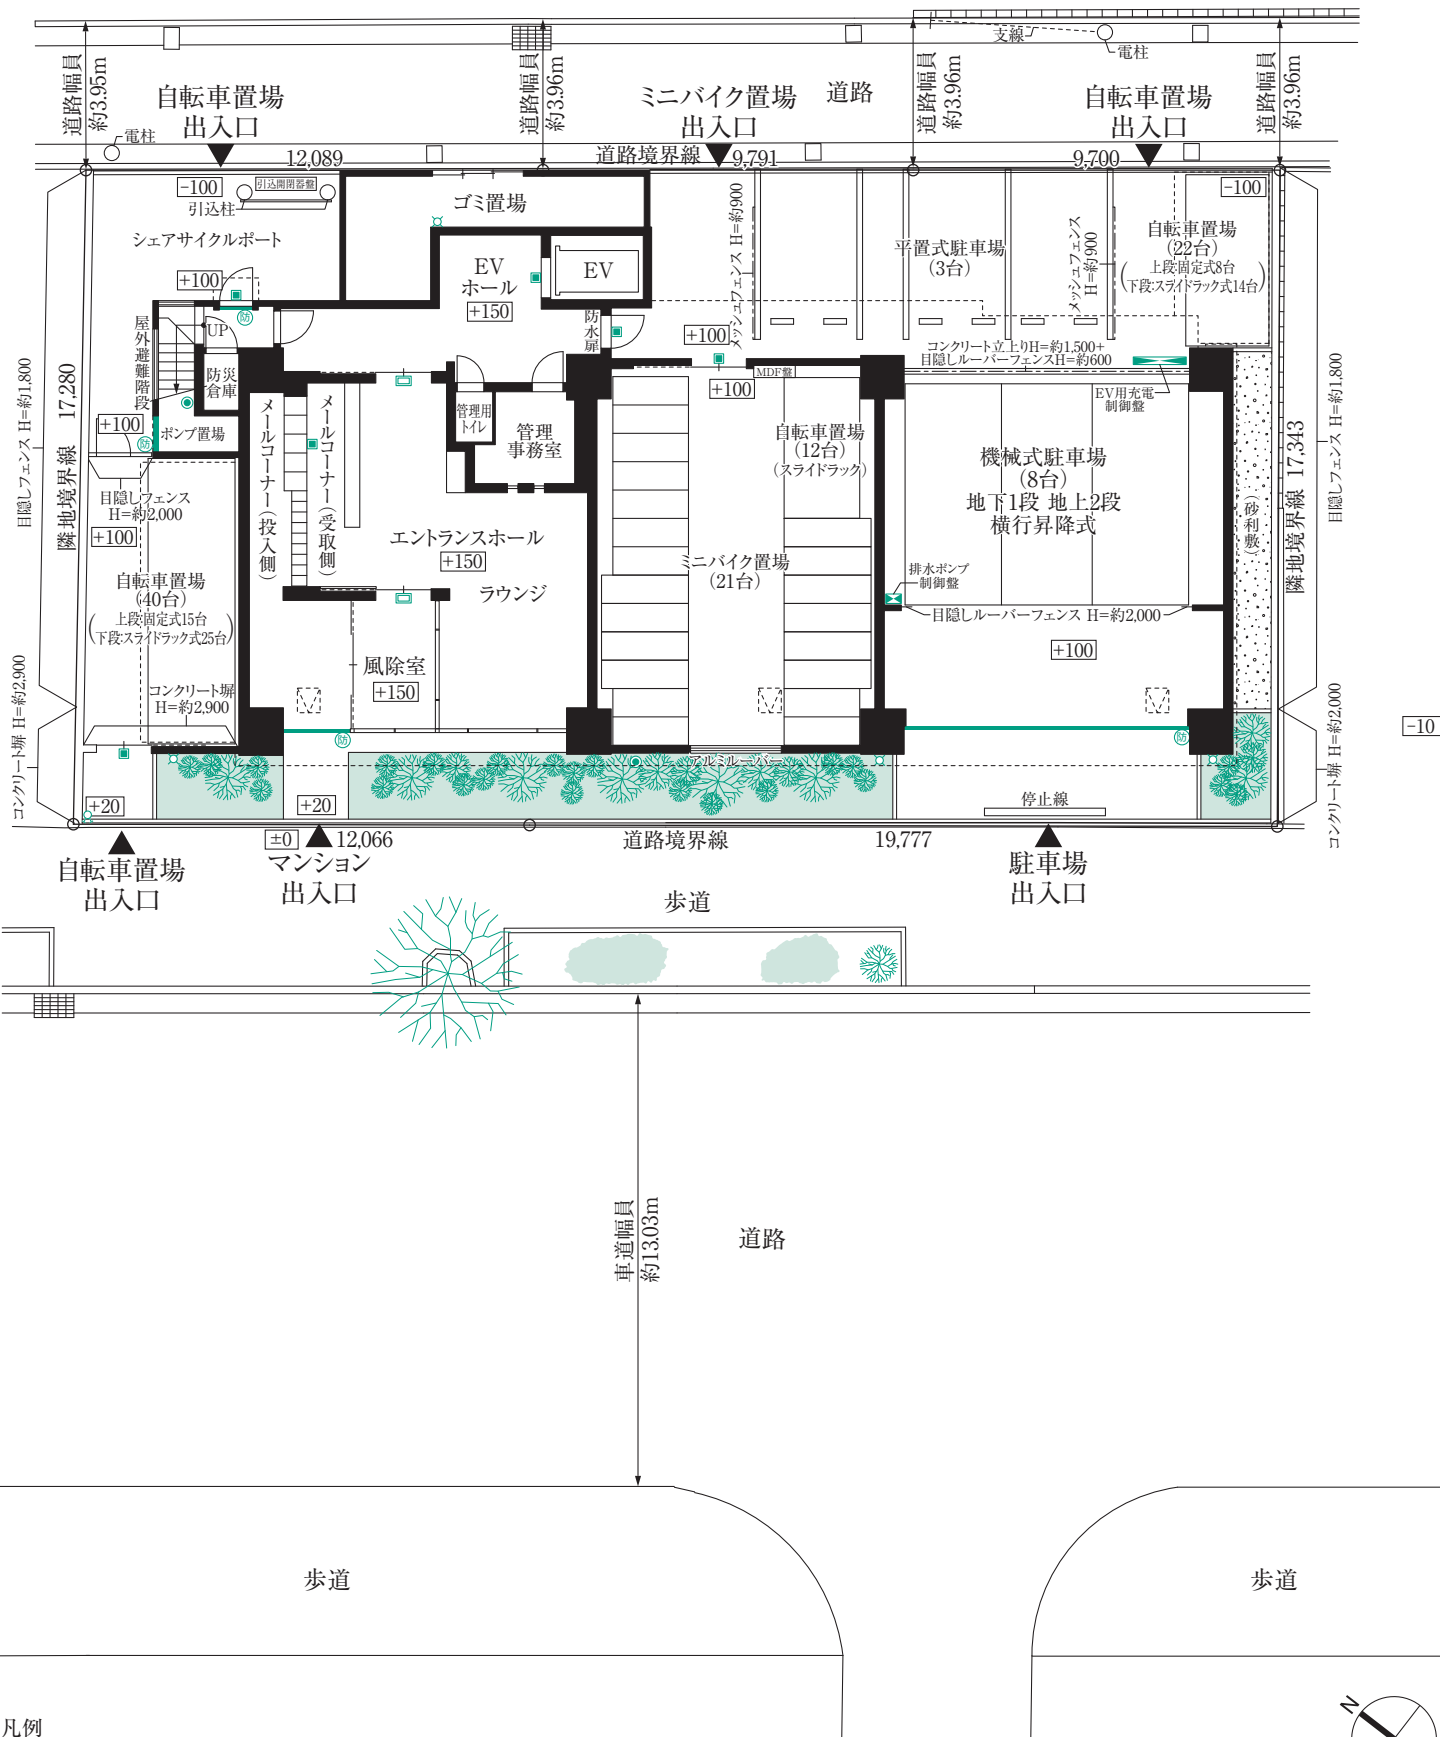 支線
電柱
道路幅員
約3.95m
道路幅員
約3.96m
道路幅員
約3.96m
道路幅員
約3.96m
自転車置場
出入口
ミニバイク置場
出入口
道路
自転車置場
出入口
電柱
12,089
道路境界線
9,791
9,700
-100
引込開閉器盤
引込柱
シェアサイクルポート
ゴミ置場
メッシュフェンス H=約900
平置式駐車場
(3台)
メッシュフェンス
H=約900
-100
自転車置場
(22台)
上段:固定式8台
下段:スライドラック式14台
+100
防
EV
ホール
+150
EV
防水扉
+100
UP
屋外避難階段
防災
倉庫
+100
防
ポンプ置場
コンクリート立上りH=約1,500+
目隠しルーバーフェンスH=約600
MDF盤
+100
EV用充電
制御盤
目隠しフェンス H=約1,800
隣地境界線 17,280
メールコーナー(投入側)
メールコーナー(受取側)
管理用
トイレ
管理
事務室
自転車置場
(12台)
(スライドラック)
機械式駐車場
(8台)
地下1段 地上2段
横行昇降式
(砂利敷)
隣地境界線 17,343
目隠しフェンス H=約1,800
目隠しフェンス
H=約2,000
+100
エントランスホール
+150
ラウンジ
ミニバイク置場
(21台)
排水ポンプ
制御盤
自転車置場
(40台)
上段:固定式15台
下段:スライドラック式25台
目隠しルーバーフェンス H=約2,000
+100
風除室
+150
コンクリート塀
H=約2,900
コンクリート塀 H=約2,900
コンクリート塀 H=約2,000
-10
防
防
アルミルーバー
+20
+20
停止線
±0
12,066
道路境界線
19,777
自転車置場
出入口
マンション
出入口
駐車場
出入口
歩道
車道幅員
約13.03m
道路
歩道
歩道
N
凡例